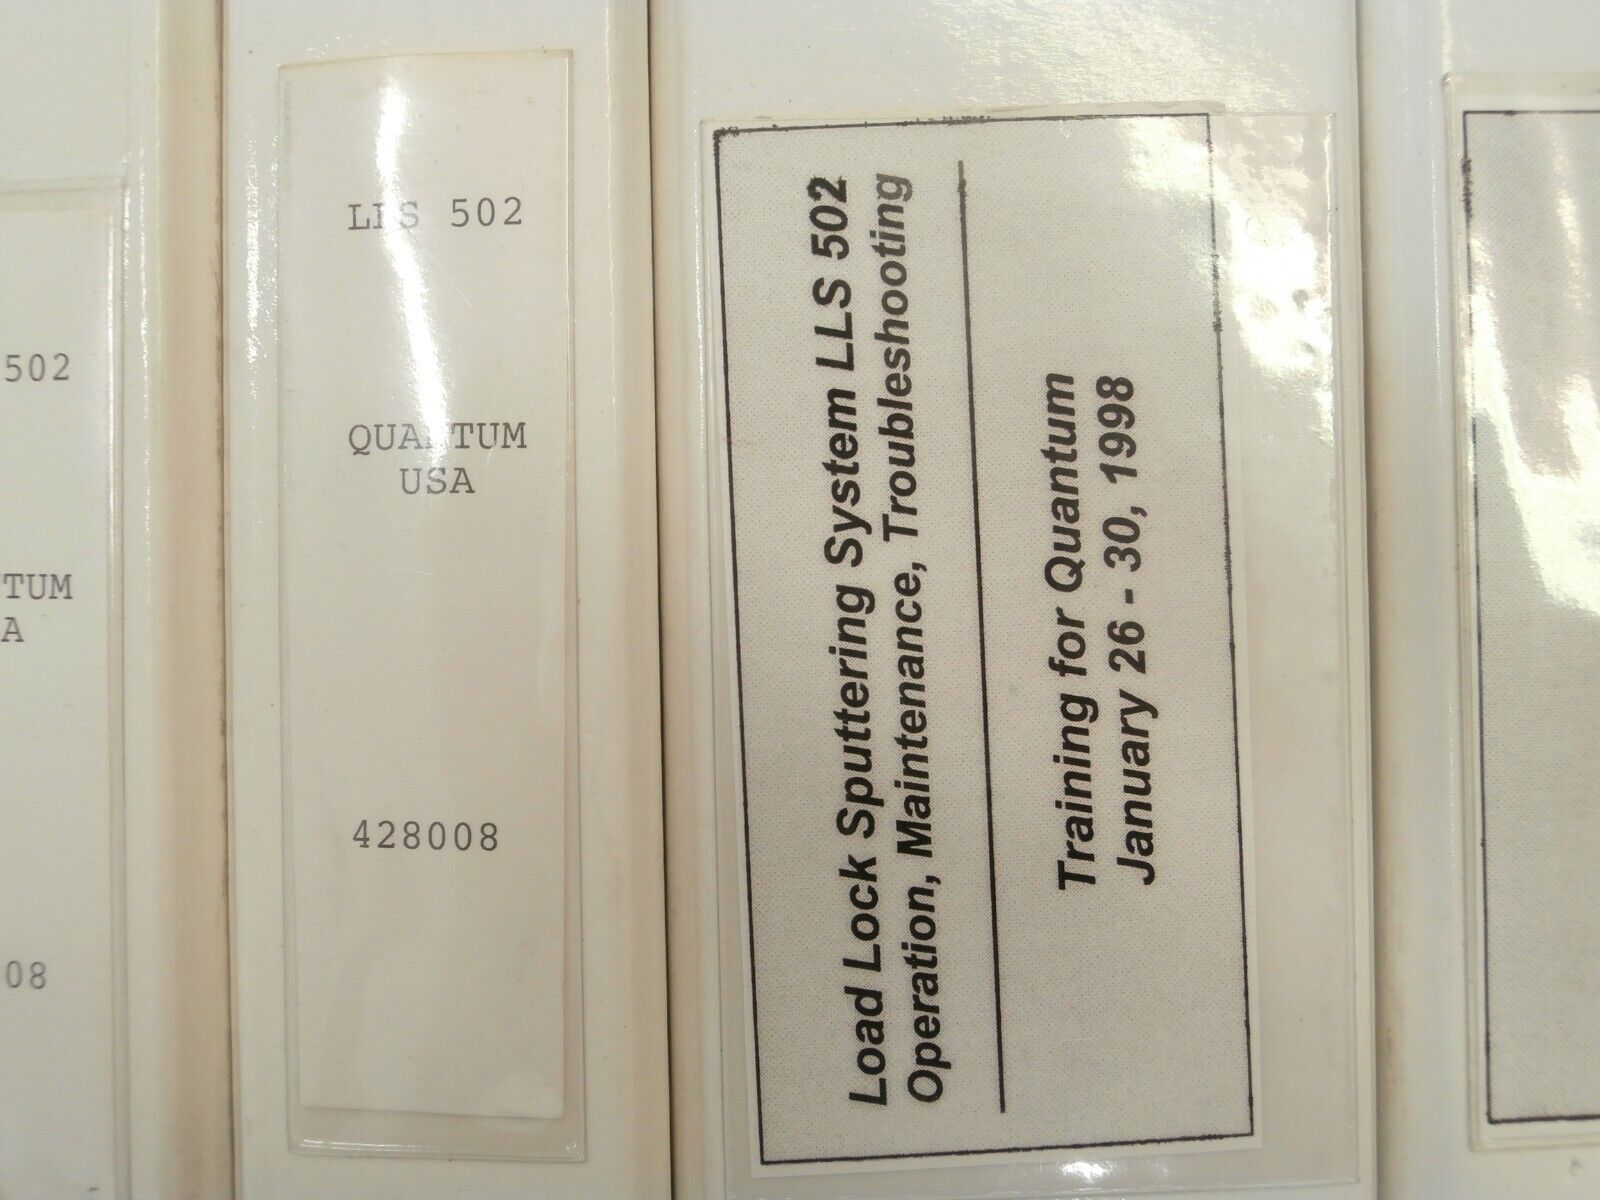 502
TUM
A
08
LLS 502
QUANTUM
USA
428008
Load Lock Sputtering System LLS 502
Operation, Maintenance, Troubleshooting
Training for Quantum
January 26 - 30, 1998